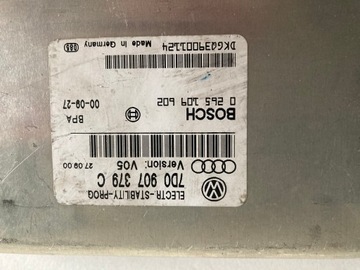 ELECTR-STABILITY-PROG
7D0 907 379 C
Version: V05
27 09 00
BPA
BOSCH
0 265 109 602
00-09-27
DKGQ39001124
Made in Germany